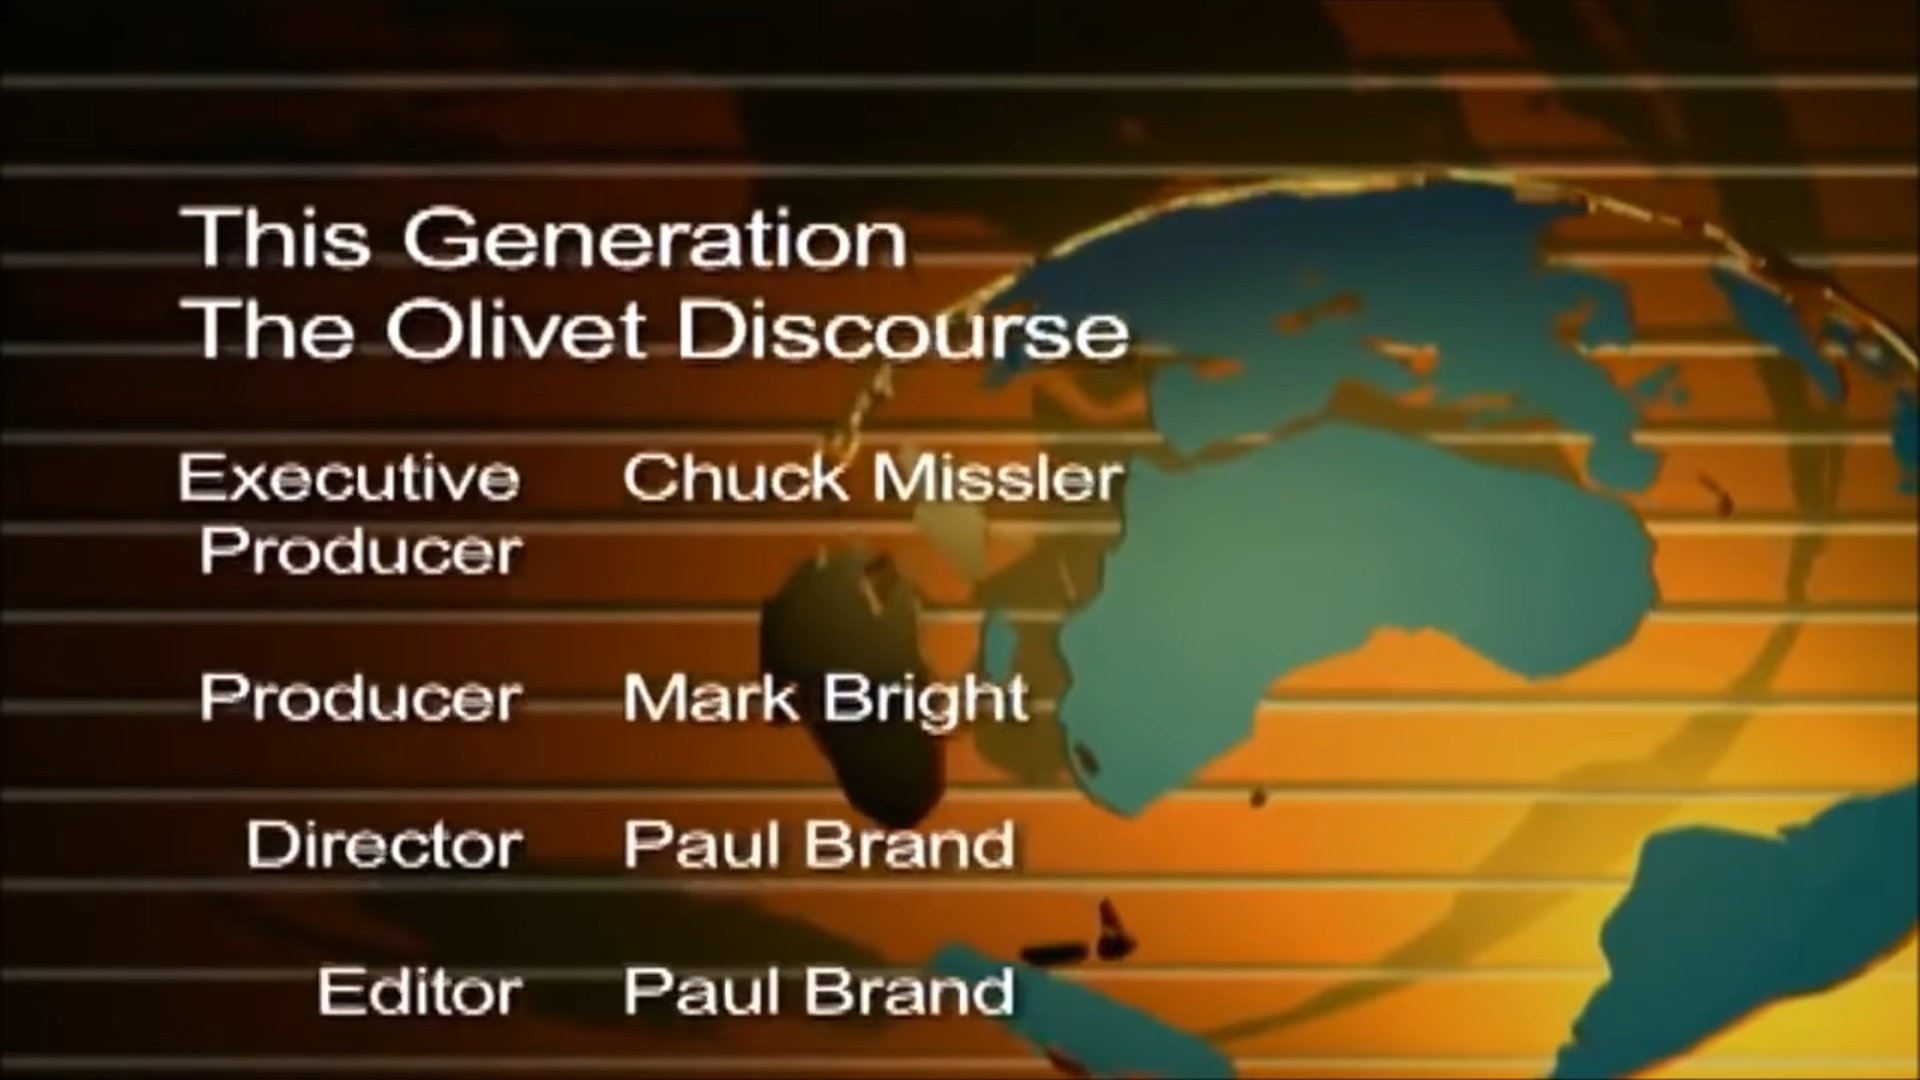 This Generation
The Olivet Discourse
Executive Chuck Missler
Producer
Producer Mark Bright
Director Paul Brand
Editor Paul Brand